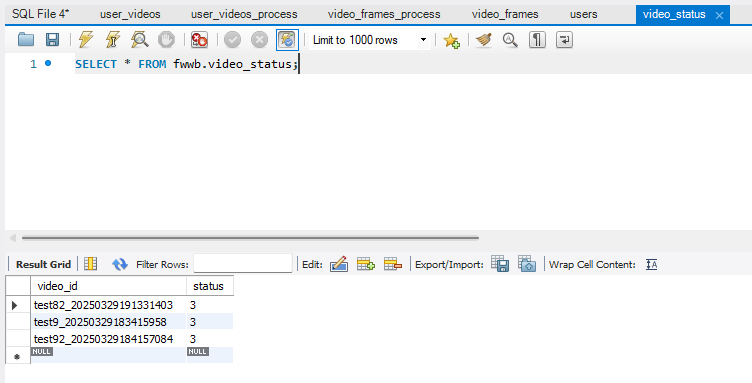 SQL File 4* user_videos user_videos_process video_frames_process video_frames users video_status
Limit to 1000 rows
1 SELECT * FROM fwwb.video_status;
Result Grid Filter Rows: Edit: Export/Import: Wrap Cell Content: IA
video_id status
test82_20250329191331403 3
test9_20250329183415958 3
test92_20250329184157084 3
NULL NULL